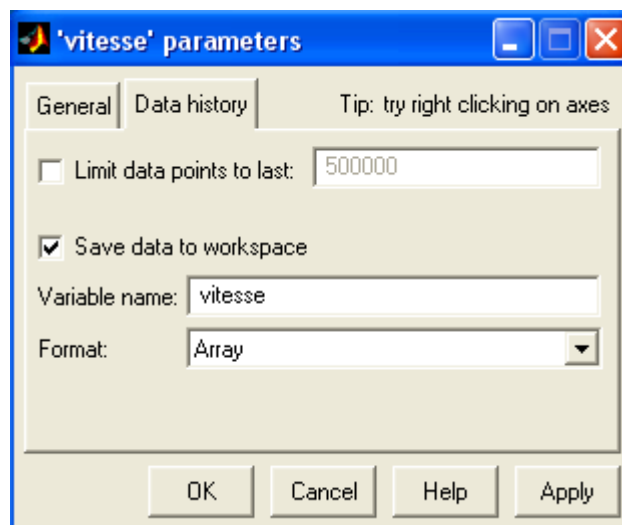 'vitesse' parameters
General
Data history
Tip: try right clicking on axes
Limit data points to last:
500000
Save data to workspace
Variable name:
vitesse
Format:
Array
OK
Cancel
Help
Apply